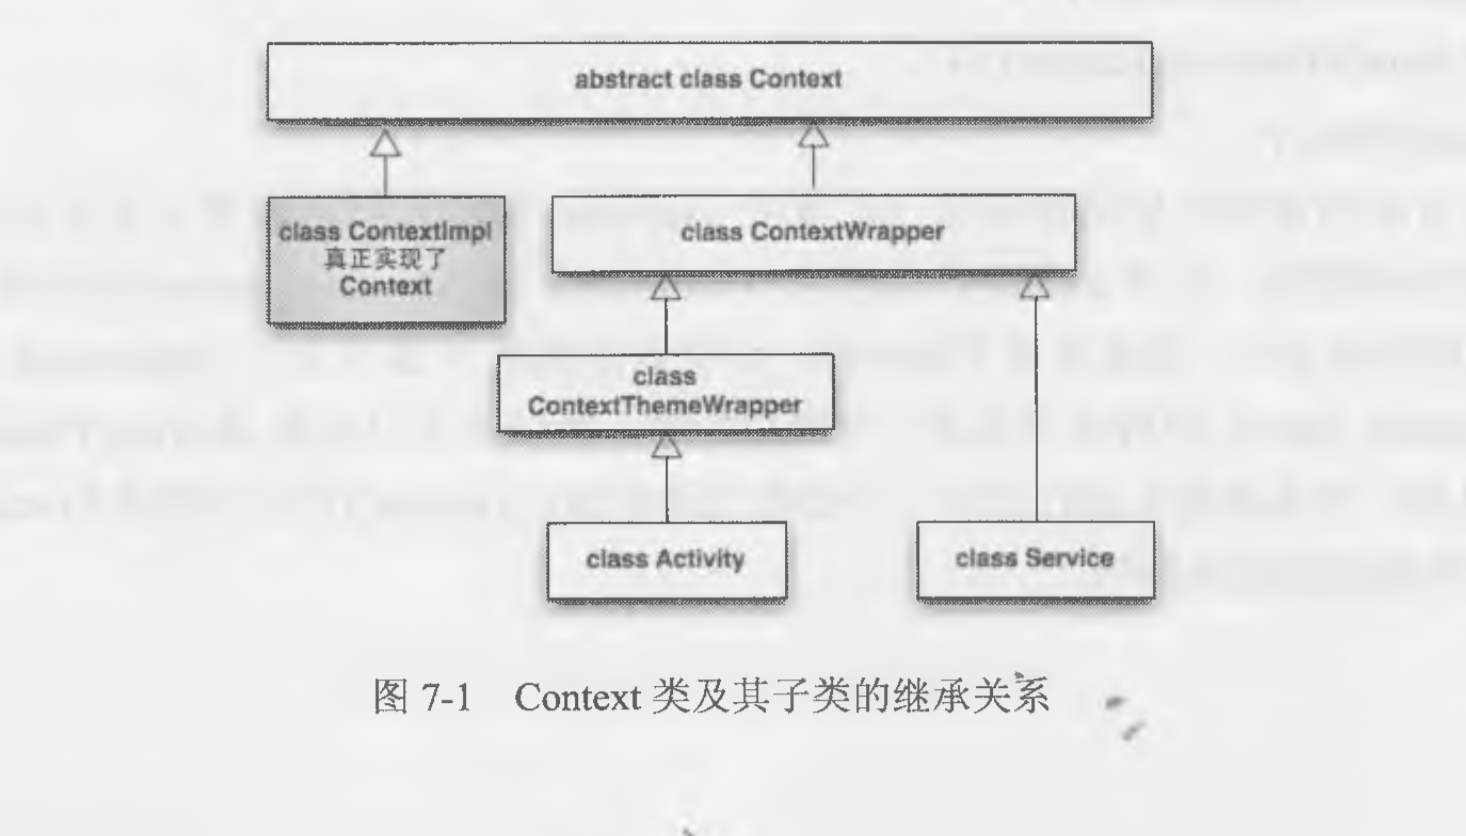 abstract class Context
class ContextImpl
真正实现了
Context
class ContextWrapper
class
ContextThemeWrapper
class Activity
class Service
图 7-1 Context 类及其子类的继承关系